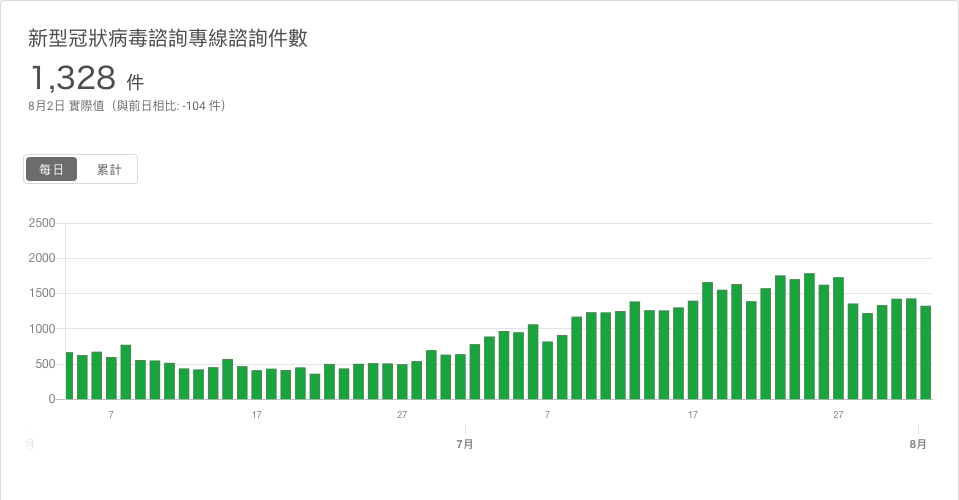 新型冠狀病毒諮詢專線諮詢件數
1,328 件
8月2日 實際值（與前日相比: -104 件）
每日 累計
2500
2000
1500
1000
500
0
7 17 27 7 17 27
月 7月 8月